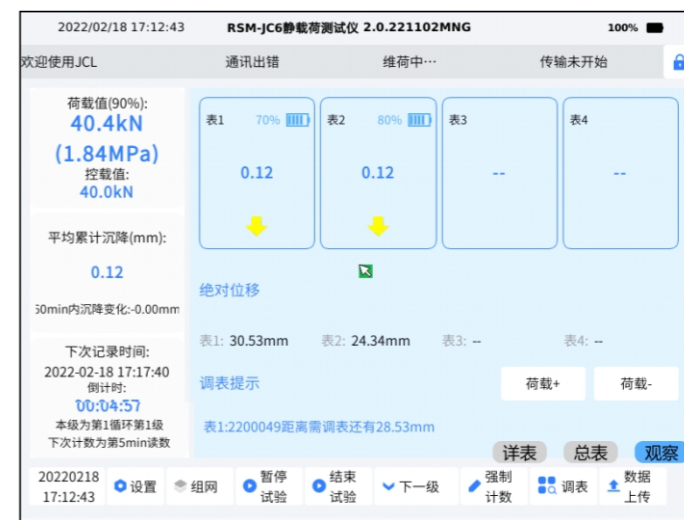 2022/02/18 17:12:43 RSM-JC6静载荷测试仪 2.0.221102MNG 100%
欢迎使用JCL 通讯出错 维荷中… 传输未开始
荷载值(90%):
40.4kN
(1.84MPa)
控载值:
40.0kN
平均累计沉降(mm):
0.12
60min内沉降变化:-0.00mm
下次记录时间:
2022-02-18 17:17:40
倒计时:
00:04:57
本级为第1循环第1级
下次计数为第5min读数
表1 70% 表2 80% 表3 表4
0.12 0.12 -- --
绝对位移
表1: 30.53mm 表2: 24.34mm 表3: -- 表4: --
调表提示 荷载+ 荷载-
表1:2200049距离需调表还有28.53mm
详表 总表 观察
20220218
17:12:43
设置
组网
暂停
试验
结束
试验
下一级
强制
计数
调表
数据
上传